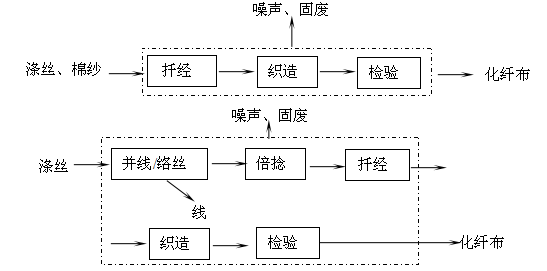 噪声、固废
涤丝、棉纱 扦经 织造 检验 化纤布
噪声、固废
涤丝 并线/络丝 倍捻 扦经
线
织造 检验 化纤布